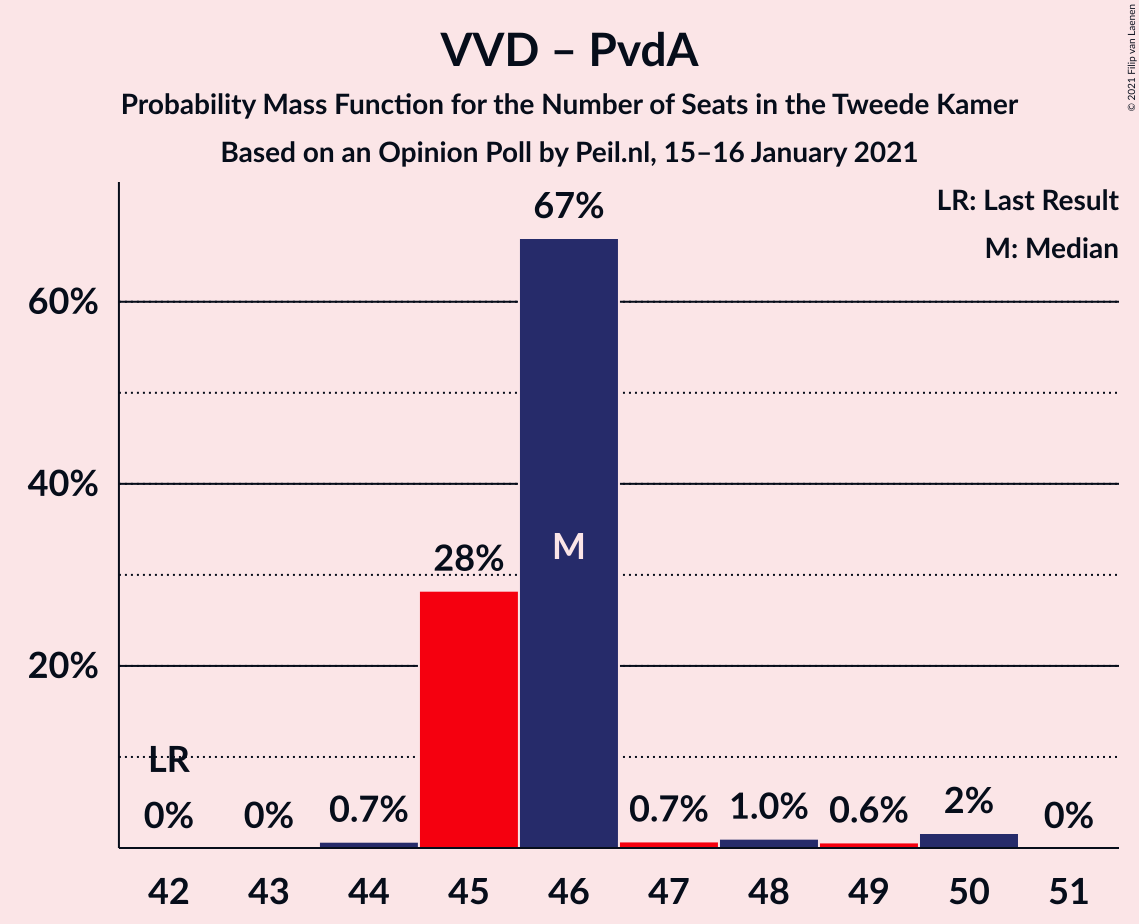 VVD – PvdA
Probability Mass Function for the Number of Seats in the Tweede Kamer
Based on an Opinion Poll by Peil.nl, 15–16 January 2021
© 2021 Filip van Laenen
LR: Last Result
M: Median
67%
60%
40%
28%
M
20%
LR
0% 0% 0.7% 0.7% 1.0% 0.6% 2% 0%
42 43 44 45 46 47 48 49 50 51